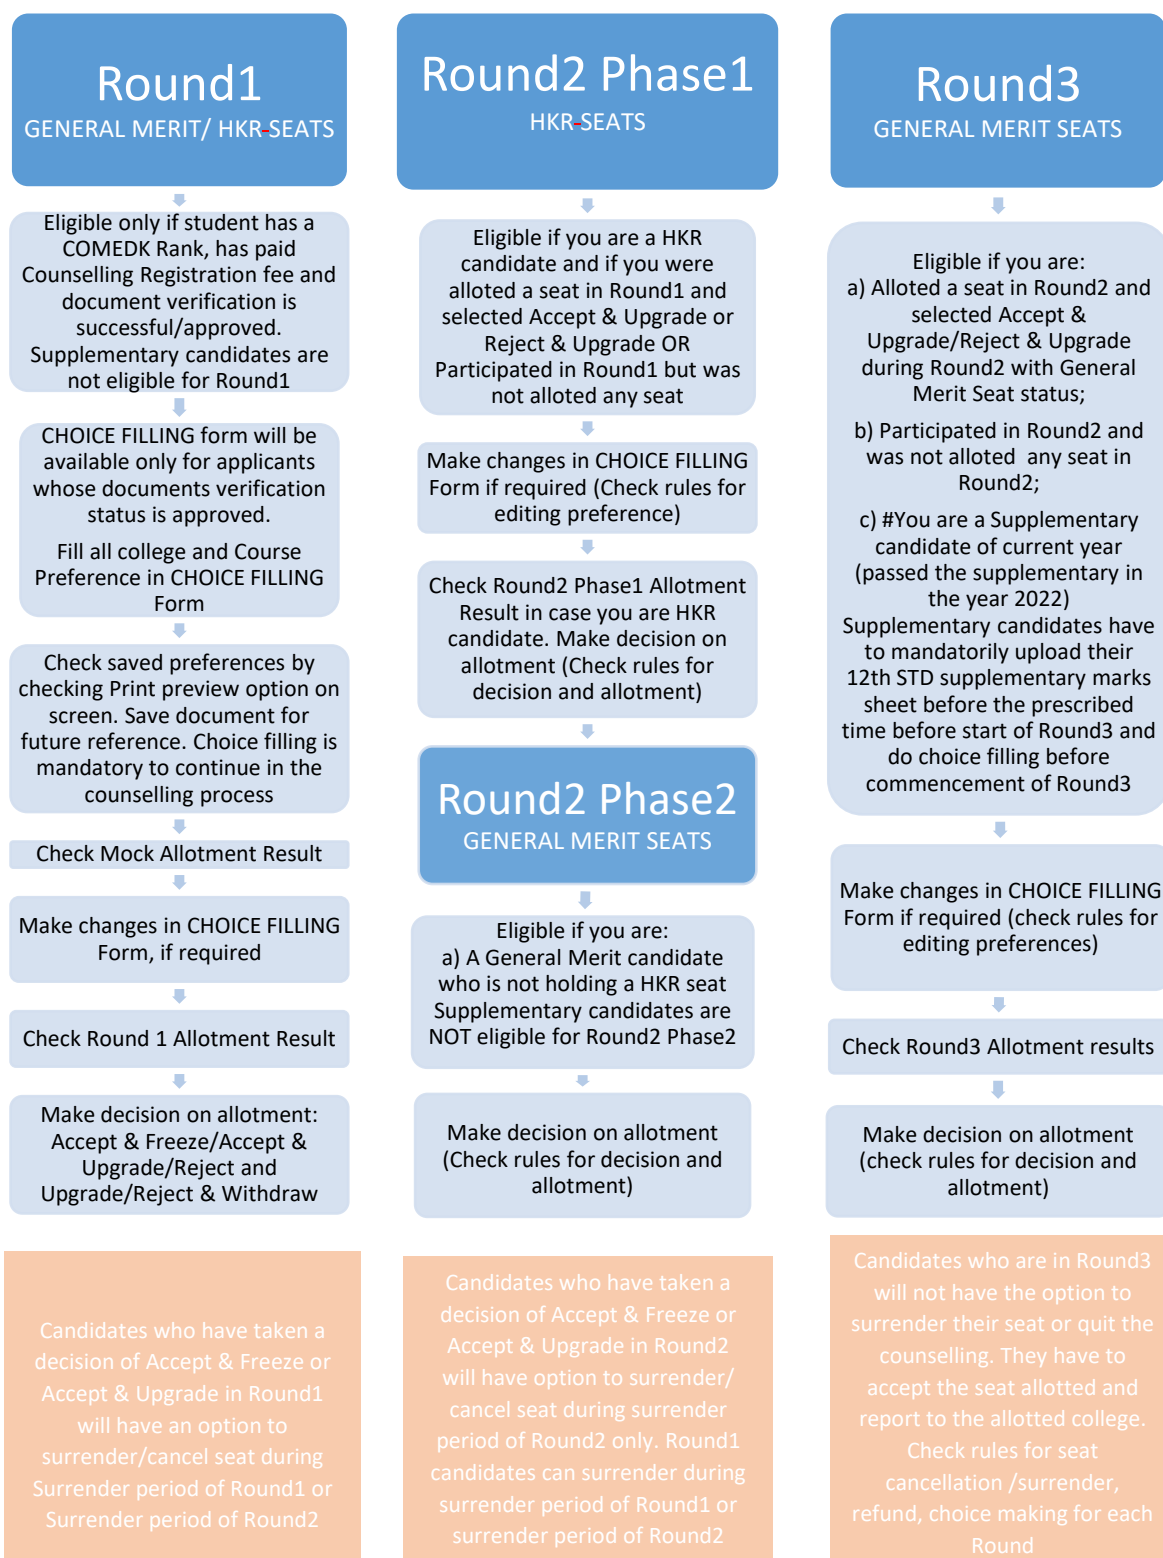 Round1
GENERAL MERIT/ HKR-SEATS
Eligible only if student has a
COMEDK Rank, has paid
Counselling Registration fee and
document verification is
successful/approved.
Supplementary candidates are
not eligible for Round1
CHOICE FILLING form will be
available only for applicants
whose documents verification
status is approved.
Fill all college and Course
Preference in CHOICE FILLING
Form
Check saved preferences by
checking Print preview option on
screen. Save document for
future reference. Choice filling is
mandatory to continue in the
counselling process
Check Mock Allotment Result
Make changes in CHOICE FILLING
Form, if required
Check Round 1 Allotment Result
Make decision on allotment:
Accept & Freeze/Accept &
Upgrade/Reject and
Upgrade/Reject & Withdraw
Candidates who have taken a
decision of Accept & Freeze or
Accept & Upgrade in Round1
will have an option to
surrender/cancel seat during
Surrender period of Round1 or
Surrender period of Round2
Round2 Phase1
HKR-SEATS
Eligible if you are a HKR
candidate and if you were
alloted a seat in Round1 and
selected Accept & Upgrade or
Reject & Upgrade OR
Participated in Round1 but was
not alloted any seat
Make changes in CHOICE FILLING
Form if required (Check rules for
editing preference)
Check Round2 Phase1 Allotment
Result in case you are HKR
candidate. Make decision on
allotment (Check rules for
decision and allotment)
Round2 Phase2
GENERAL MERIT SEATS
Eligible if you are:
a) A General Merit candidate
who is not holding a HKR seat
Supplementary candidates are
NOT eligible for Round2 Phase2
Make decision on allotment
(Check rules for decision and
allotment)
Candidates who have taken a
decision of Accept & Freeze or
Accept & Upgrade in Round2
will have option to surrender/
cancel seat during surrender
period of Round2 only. Round1
candidates can surrender during
surrender period of Round1 or
surrender period of Round2
Round3
GENERAL MERIT SEATS
Eligible if you are:
a) Alloted a seat in Round2 and
selected Accept &
Upgrade/Reject & Upgrade
during Round2 with General
Merit Seat status;
b) Participated in Round2 and
was not alloted any seat in
Round2;
c) #You are a Supplementary
candidate of current year
(passed the supplementary in
the year 2022)
Supplementary candidates have
to mandatorily upload their
12th STD supplementary marks
sheet before the prescribed
time before start of Round3 and
do choice filling before
commencement of Round3
Make changes in CHOICE FILLING
Form if required (check rules for
editing preferences)
Check Round3 Allotment results
Make decision on allotment
(check rules for decision and
allotment)
Candidates who are in Round3
will not have the option to
surrender their seat or quit the
counselling. They have to
accept the seat allotted and
report to the allotted college.
Check rules for seat
cancellation /surrender,
refund, choice making for each
Round